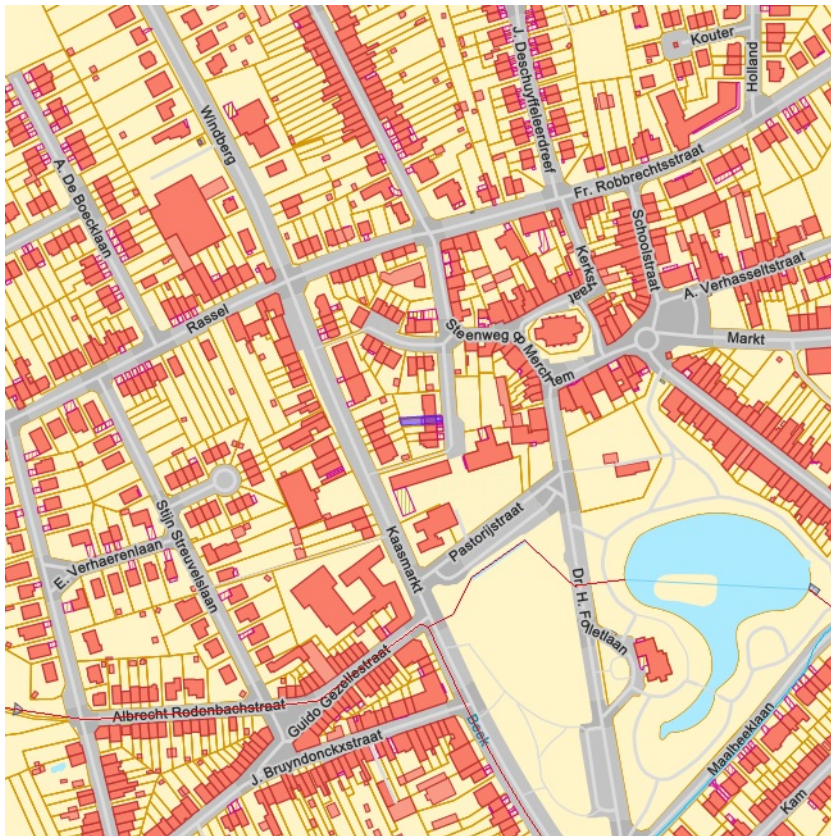 Kouter
Holland
J. Deschuyffeleerdreef
Windberg
A. De Boecklaan
Fr. Robbrechtsstraat
Schoolstraat
Kerkstraat
A. Verhasseltstraat
Rassel
Steenweg op Merchtem
Markt
Kaasmarkt
Pastorijstraat
Stijn Streuvelslaan
E. Verhaerenlaan
Dr. H. Folletlaan
Guido Gezellestraat
Albrecht Rodenbachstraat
J. Bruyndonckxstraat
Beek
Maalbeeklaan
Kam